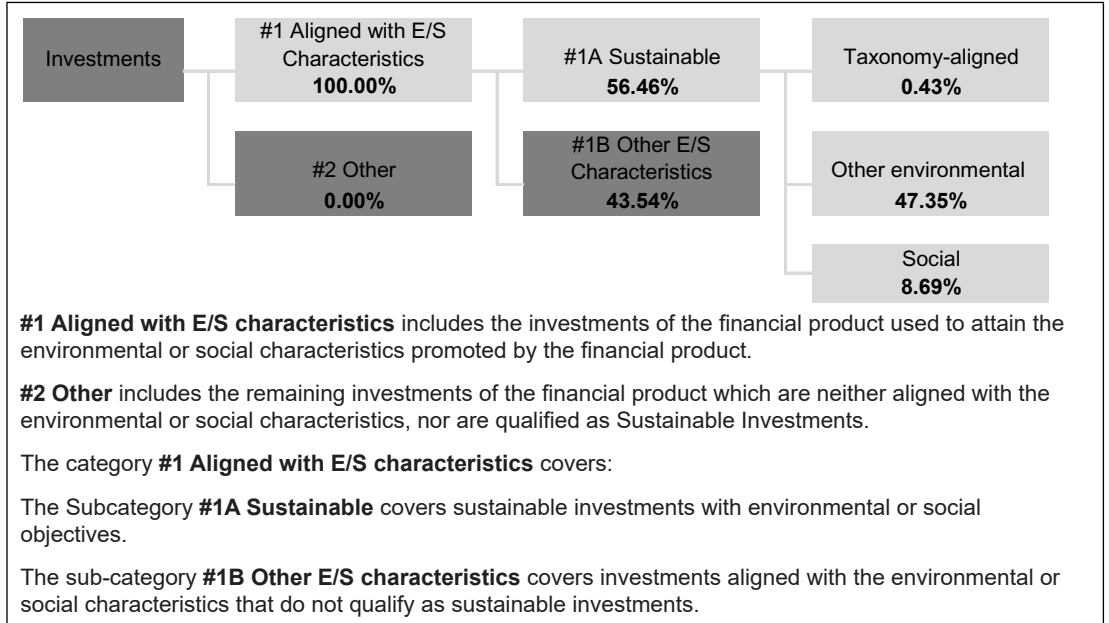 Investments
#1 Aligned with E/S
Characteristics
100.00%
#2 Other
0.00%
#1A Sustainable
56.46%
#1B Other E/S
Characteristics
43.54%
Taxonomy-aligned
0.43%
Other environmental
47.35%
Social
8.69%
#1 Aligned with E/S characteristics includes the investments of the financial product used to attain the
environmental or social characteristics promoted by the financial product.
#2 Other includes the remaining investments of the financial product which are neither aligned with the
environmental or social characteristics, nor are qualified as Sustainable Investments.
The category #1 Aligned with E/S characteristics covers:
The Subcategory #1A Sustainable covers sustainable investments with environmental or social
objectives.
The sub-category #1B Other E/S characteristics covers investments aligned with the environmental or
social characteristics that do not qualify as sustainable investments.